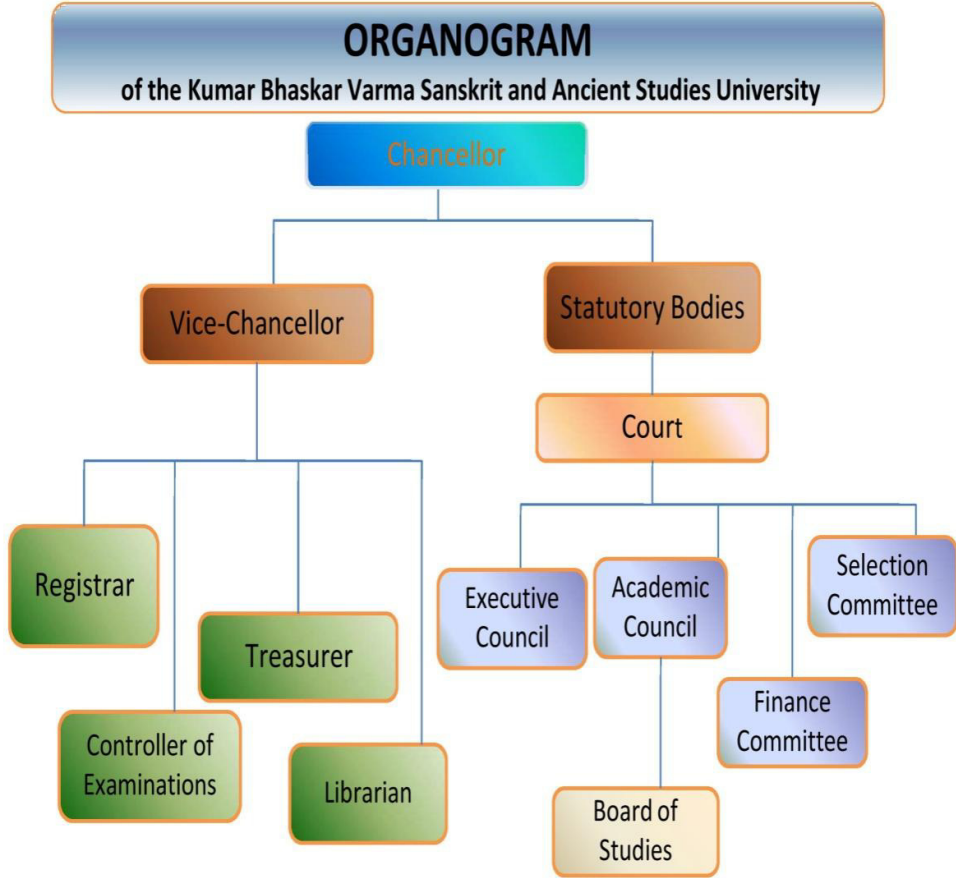 ORGANOGRAM
of the Kumar Bhaskar Varma Sanskrit and Ancient Studies University
Chancellor
Vice-Chancellor
Statutory Bodies
Court
Registrar
Treasurer
Controller of
Examinations
Librarian
Executive
Council
Academic
Council
Selection
Committee
Finance
Committee
Board of
Studies